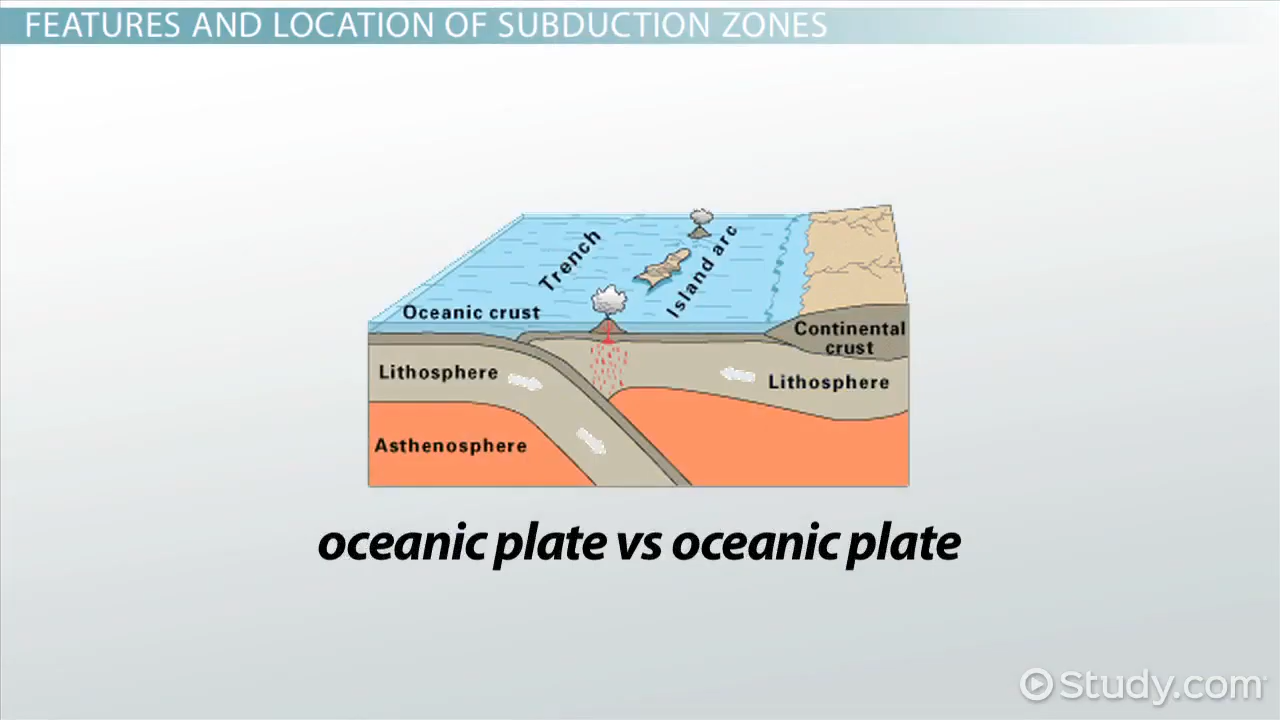 FEATURES AND LOCATION OF SUBDUCTION ZONES
Trench
Island arc
Oceanic crust
Continental
crust
Lithosphere
Lithosphere
Asthenosphere
oceanic plate vs oceanic plate
Study.com